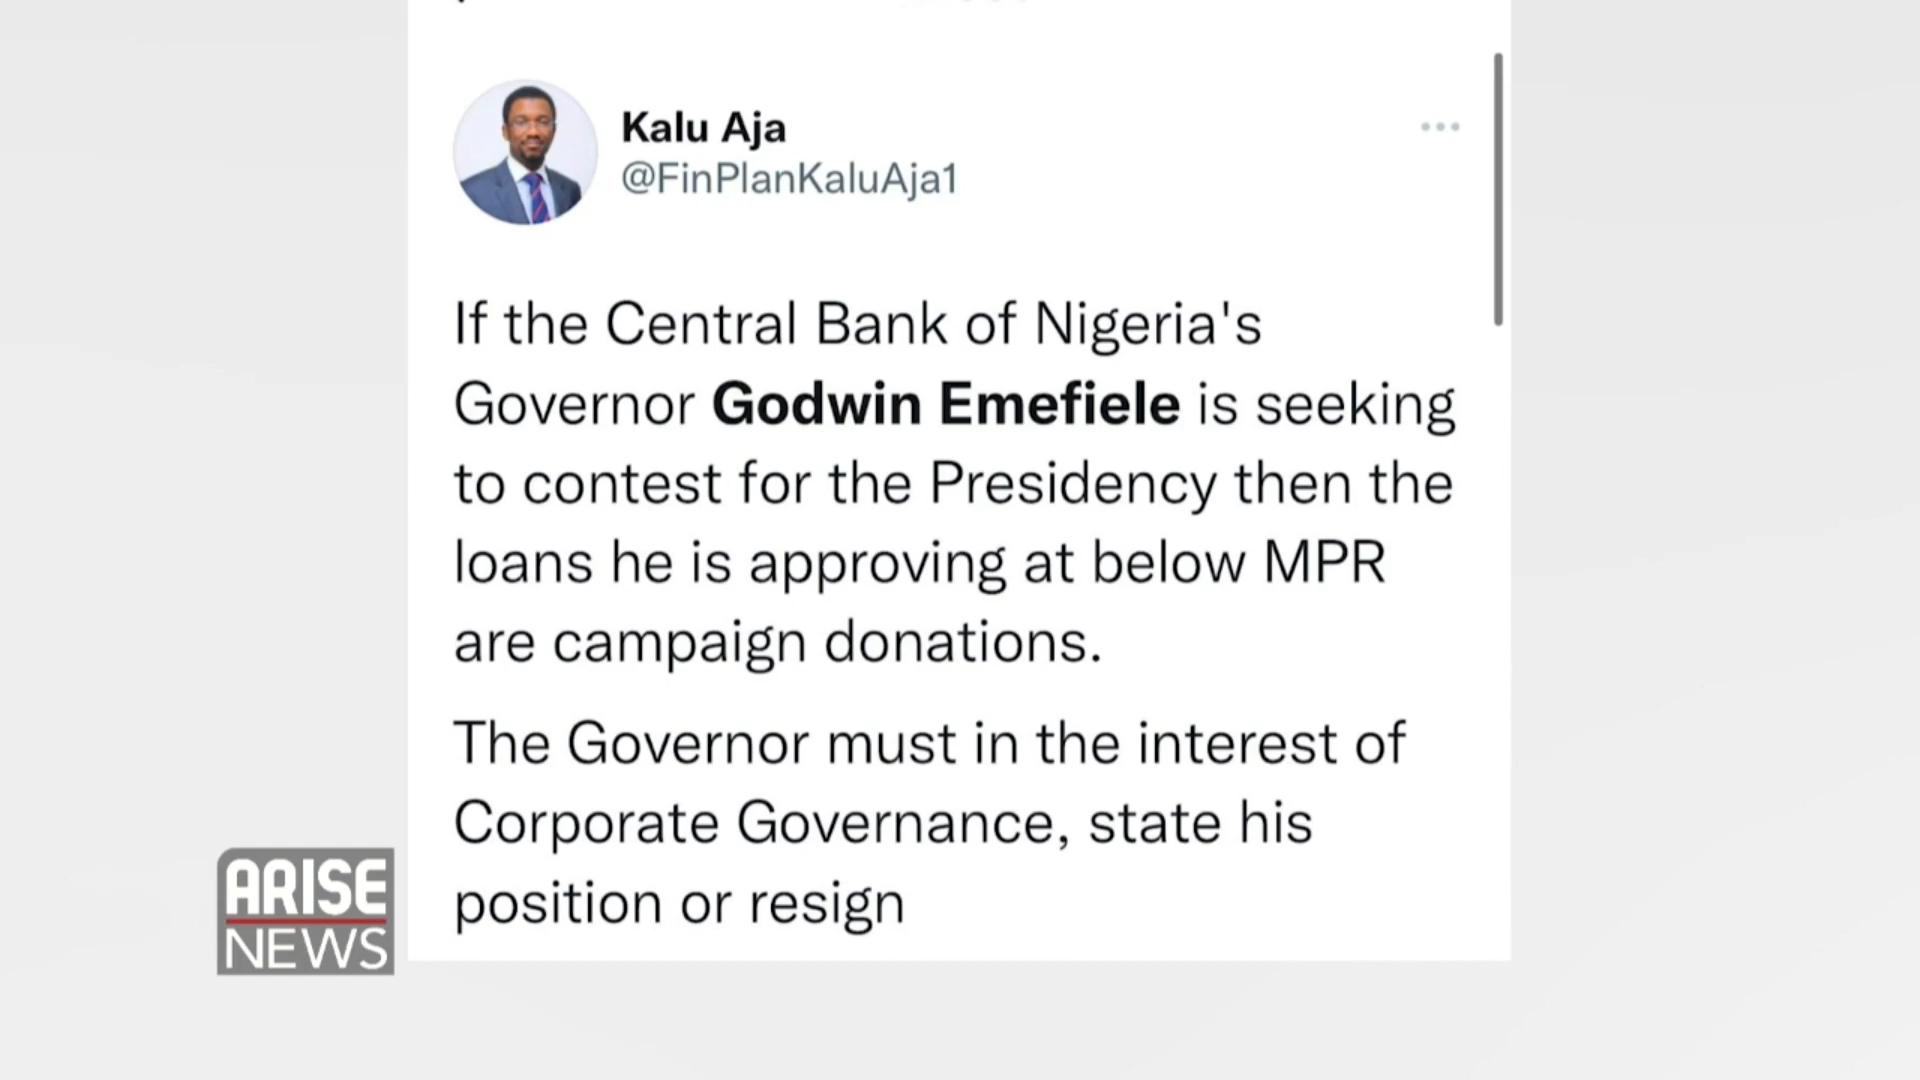 Kalu Aja
@FinPlanKaluAja1
If the Central Bank of Nigeria's
Governor Godwin Emefiele is seeking
to contest for the Presidency then the
loans he is approving at below MPR
are campaign donations.
The Governor must in the interest of
Corporate Governance, state his
position or resign
ARISE
NEWS